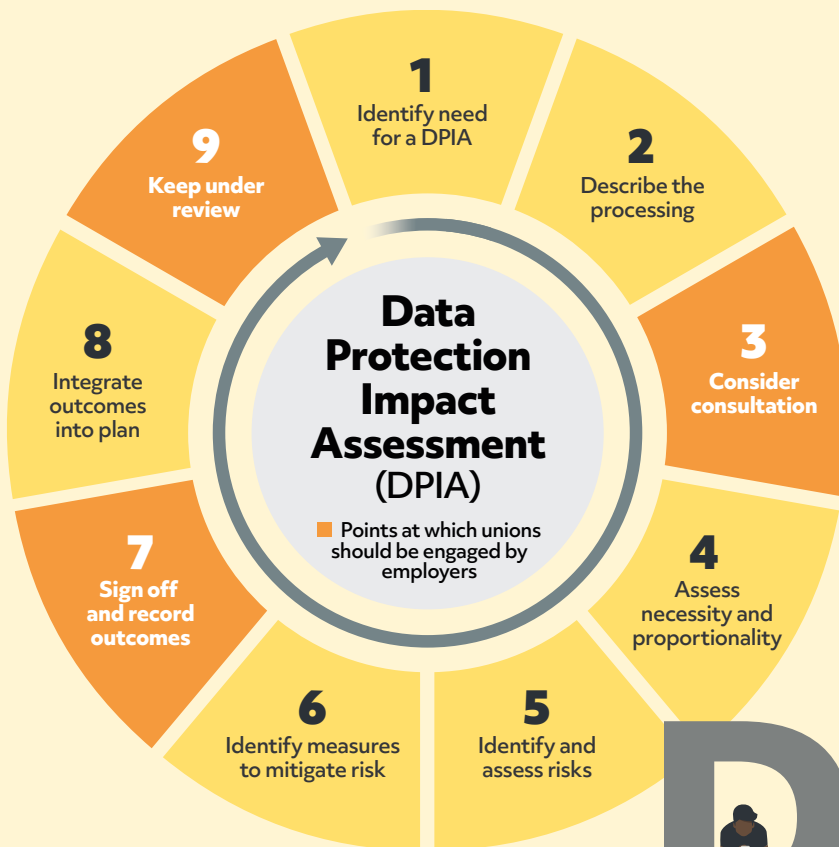 Data
Protection
Impact
Assessment
(DPIA)
Points at which unions
should be engaged by
employers
1
Identify need
for a DPIA
2
Describe the
processing
3
Consider
consultation
4
Assess
necessity and
proportionality
5
Identify and
assess risks
6
Identify measures
to mitigate risk
7
Sign off
and record
outcomes
8
Integrate
outcomes
into plan
9
Keep under
review
D